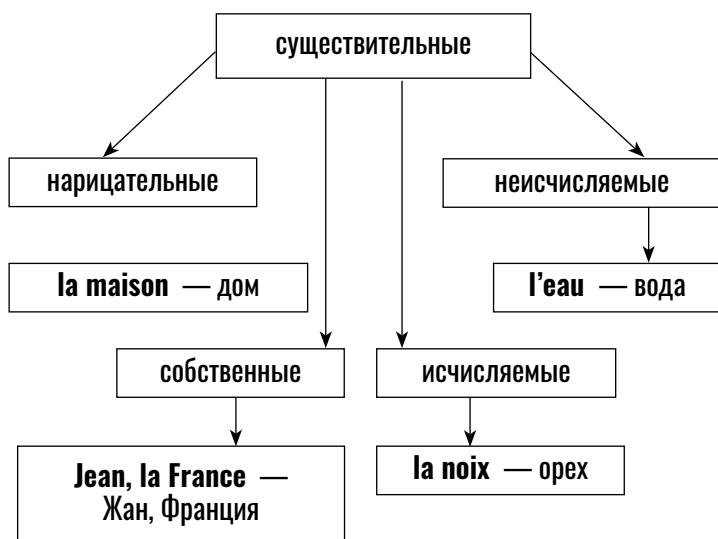 существительные
нарицательные
неисчисляемые
la maison — дом
l’eau — вода
собственные
исчисляемые
Jean, la France —
Жан, Франция
la noix — орех